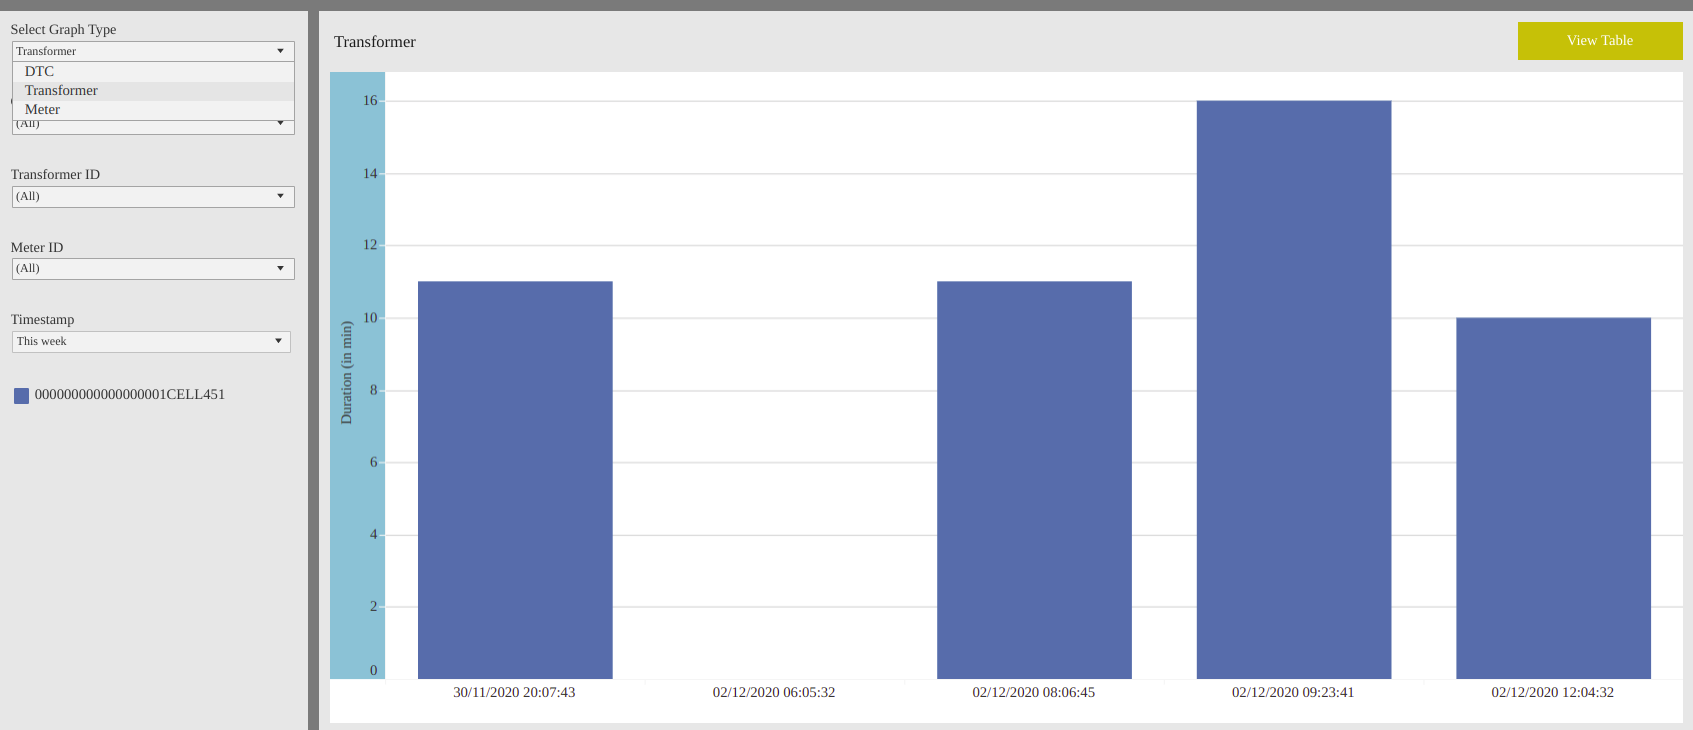 Select Graph Type
Transformer
DTC
Transformer
Meter
(All)
Transformer ID
(All)
Meter ID
(All)
Timestamp
This week
000000000000000001CELL451
Transformer
View Table
Duration (in min)
16
14
12
10
8
6
4
2
0
30/11/2020 20:07:43
02/12/2020 06:05:32
02/12/2020 08:06:45
02/12/2020 09:23:41
02/12/2020 12:04:32